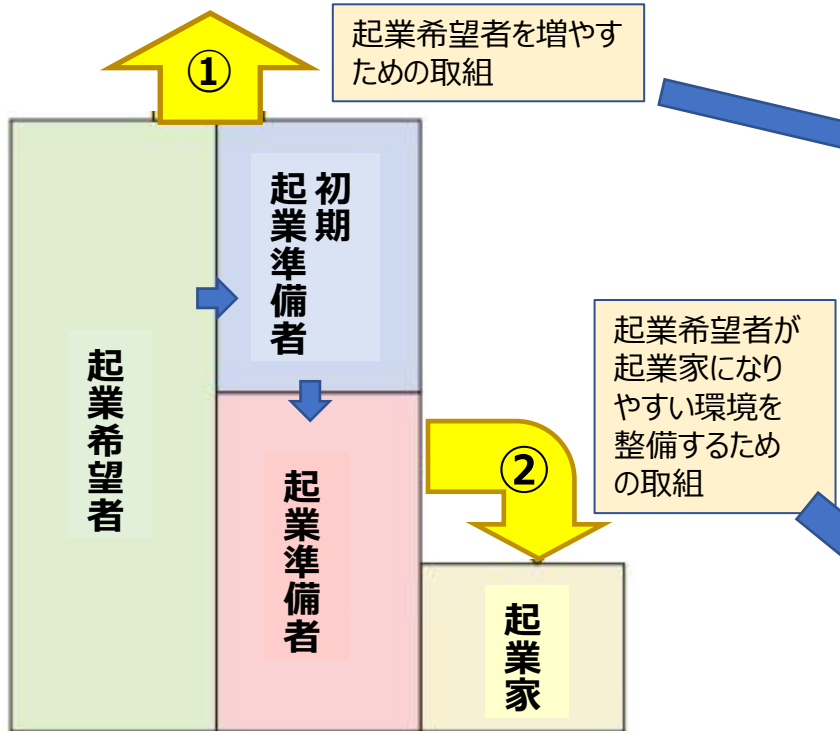 ①
起業希望者を増やす
ための取組
初期
起業準備者
起業希望者
起業希望者が
起業家になり
やすい環境を
整備するため
の取組
②
起業準備者
起業家